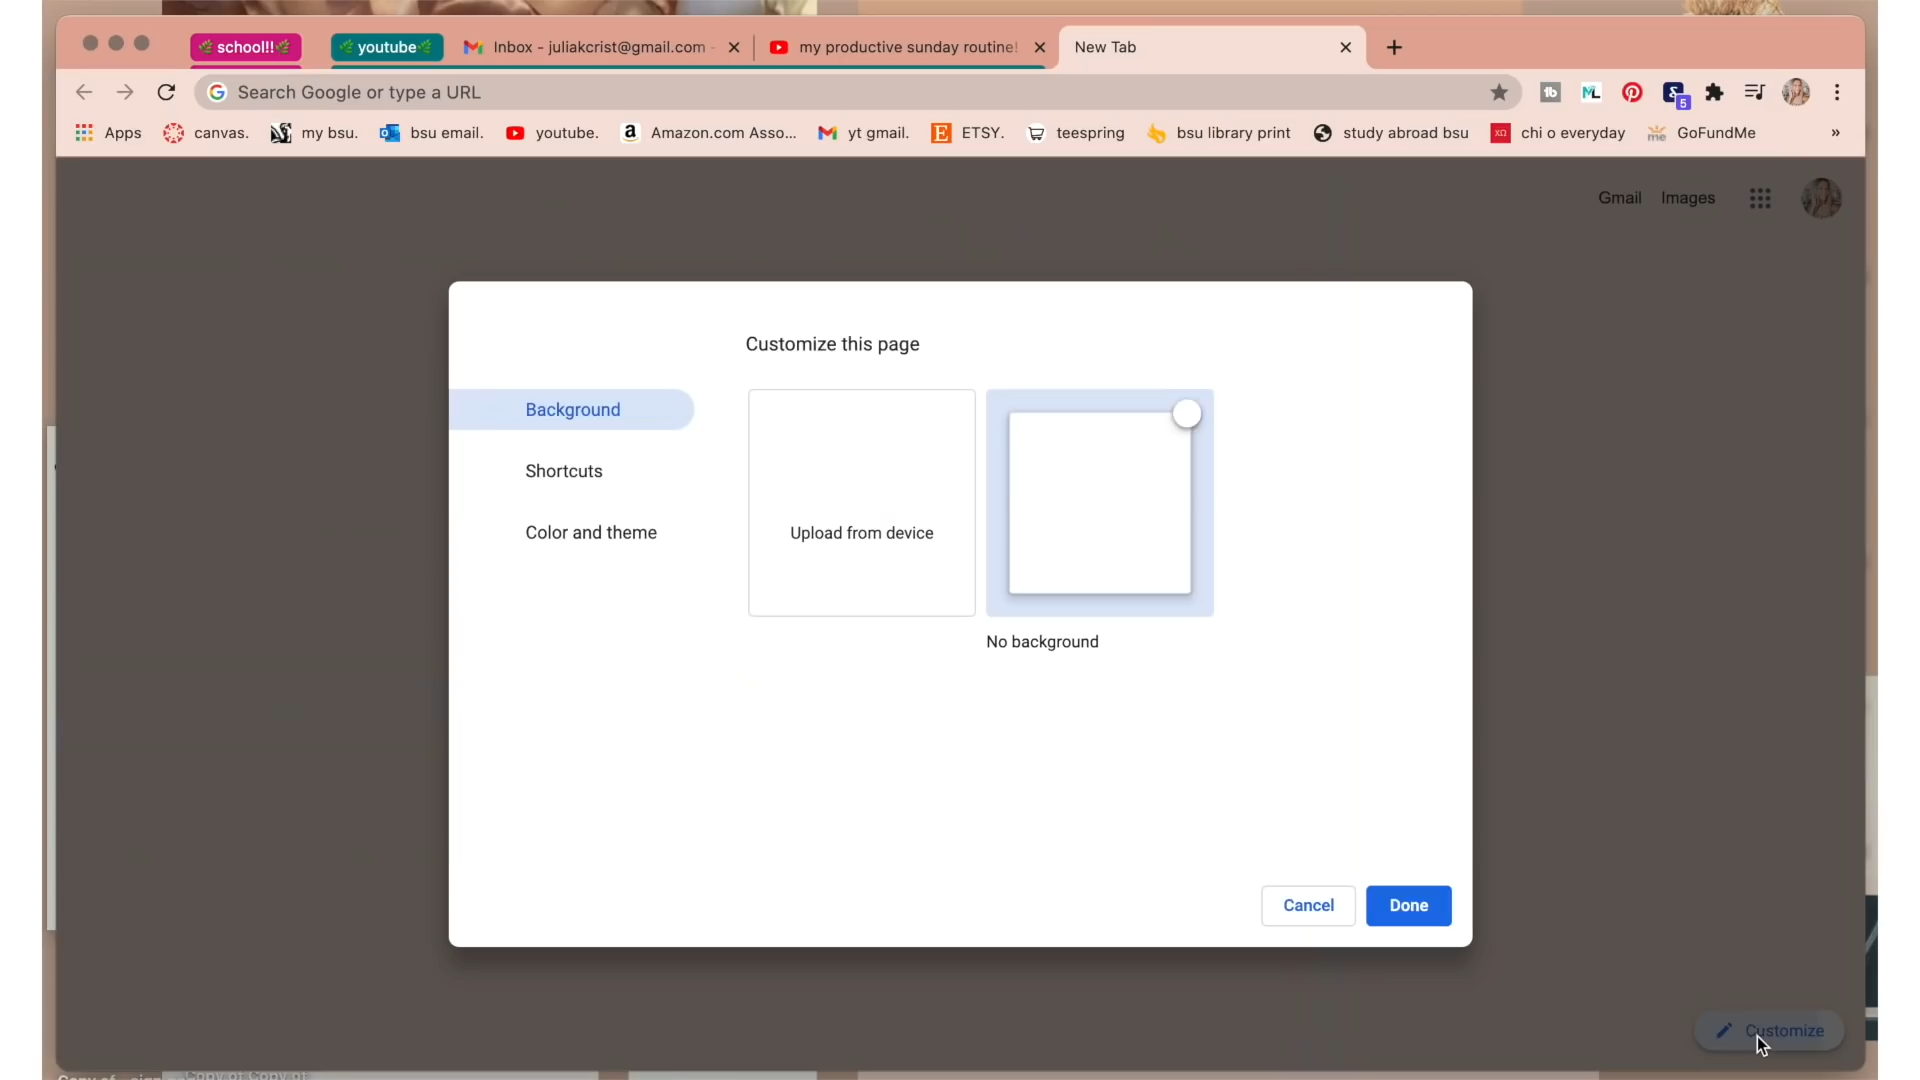 school!! youtube Inbox - juliakcrist@gmail.com - my productive sunday routine! New Tab
Search Google or type a URL
Apps canvas. my bsu. bsu email. youtube. Amazon.com Asso... yt gmail. ETSY. teespring bsu library print study abroad bsu chi o everyday GoFundMe »
Gmail Images
Customize this page
Background
Shortcuts
Upload from device
Color and theme
No background
Cancel Done
Customize